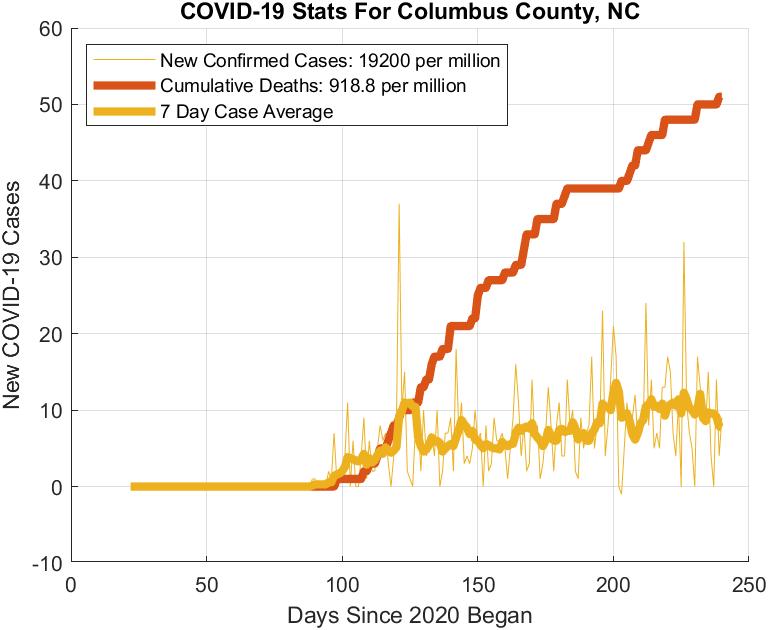 COVID-19 Stats For Columbus County, NC
New Confirmed Cases: 19200 per million
Cumulative Deaths: 918.8 per million
7 Day Case Average
New COVID-19 Cases
60
50
40
30
20
10
0
-10
0 50 100 150 200 250
Days Since 2020 Began